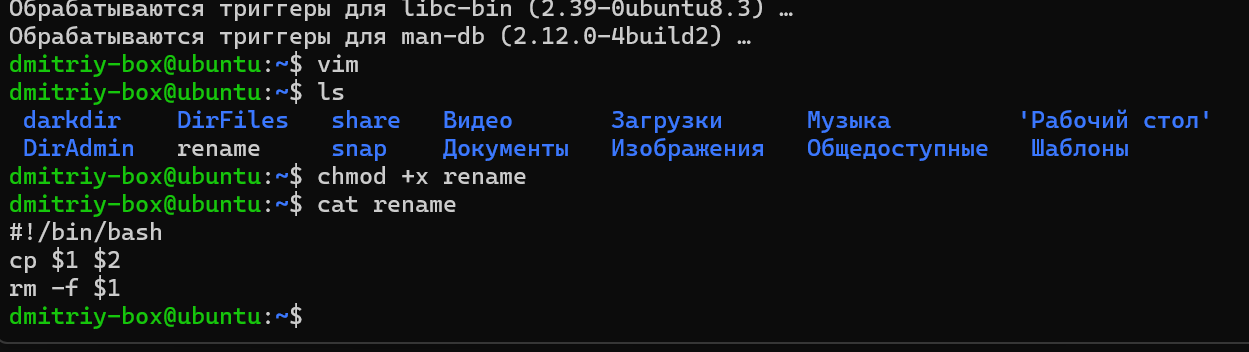 Обрабатываются триггеры для libc-bin (2.39-0ubuntu8.3) …
Обрабатываются триггеры для man-db (2.12.0-4build2) …
dmitriy-box@ubuntu:~$ vim
dmitriy-box@ubuntu:~$ ls
darkdir DirFiles share Видео Загрузки Музыка 'Рабочий стол'
DirAdmin rename snap Документы Изображения Общедоступные Шаблоны
dmitriy-box@ubuntu:~$ chmod +x rename
dmitriy-box@ubuntu:~$ cat rename
#!/bin/bash
cp $1 $2
rm -f $1
dmitriy-box@ubuntu:~$